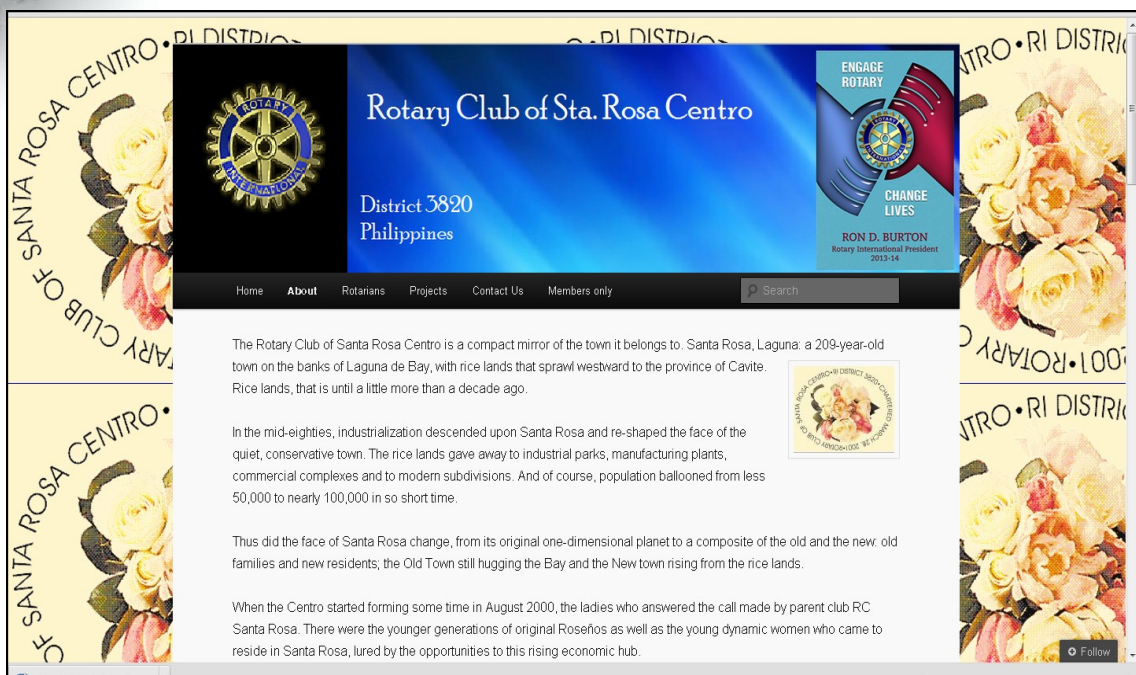 Rotary Club of Sta. Rosa Centro
District 3820
Philippines
ROTARY
INTERNATIONAL
ENGAGE
ROTARY
CHANGE
LIVES
RON D. BURTON
Rotary International President
2013-14
Home About Rotarians Projects Contact Us Members only Search
The Rotary Club of Santa Rosa Centro is a compact mirror of the town it belongs to. Santa Rosa, Laguna: a 209-year-old
town on the banks of Laguna de Bay, with rice lands that sprawl westward to the province of Cavite.
Rice lands, that is until a little more than a decade ago.
In the mid-eighties, industrialization descended upon Santa Rosa and re-shaped the face of the
quiet, conservative town. The rice lands gave away to industrial parks, manufacturing plants,
commercial complexes and to modern subdivisions. And of course, population ballooned from less
50,000 to nearly 100,000 in so short time.
Thus did the face of Santa Rosa change, from its original one-dimensional planet to a composite of the old and the new: old
families and new residents; the Old Town still hugging the Bay and the New town rising from the rice lands.
When the Centro started forming some time in August 2000, the ladies who answered the call made by parent club RC
Santa Rosa. There were the younger generations of original Roseños as well as the young dynamic women who came to
reside in Santa Rosa, lured by the opportunities to this rising economic hub.
ROTARY CLUB OF SANTA ROSA CENTRO • RI DISTRICT 3820 • CHARTERED MARCH 28, 2001 •
Follow